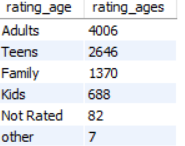 rating_age rating_ages
Adults 4006
Teens 2646
Family 1370
Kids 688
Not Rated 82
other 7